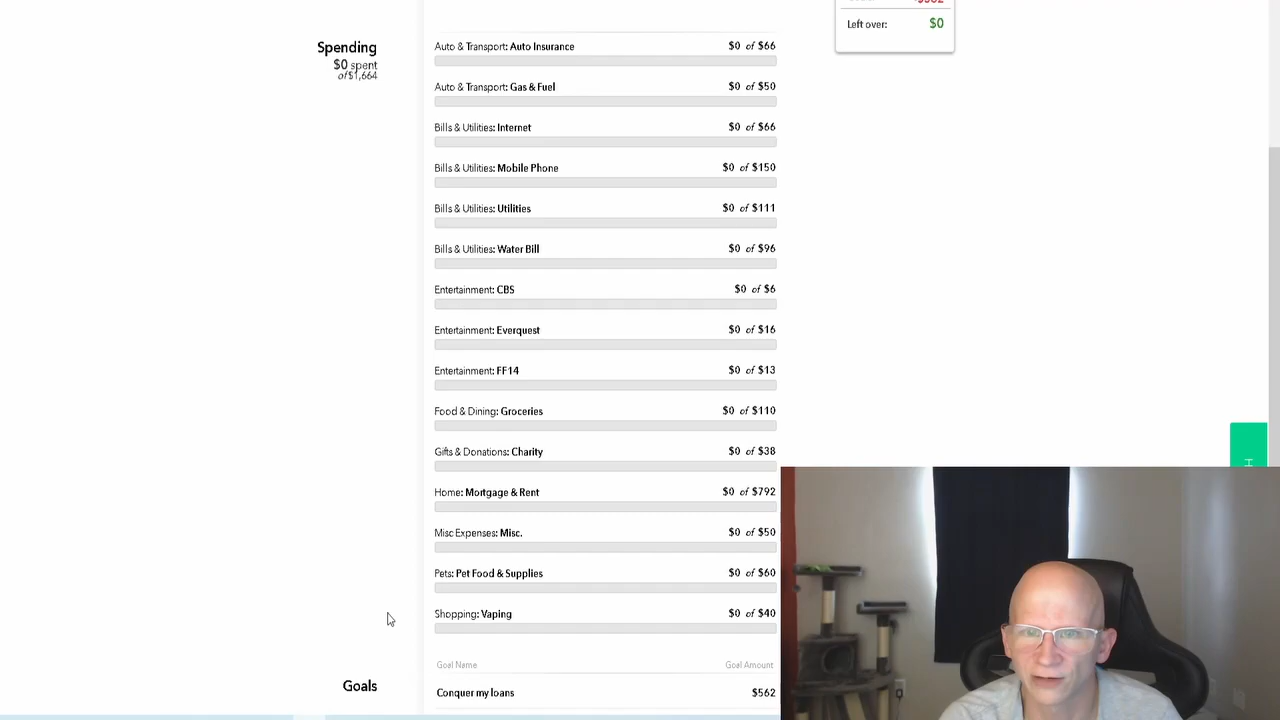 Left over: $0
Spending
$0 spent
of $1,664
Auto & Transport: Auto Insurance $0 of $66
Auto & Transport: Gas & Fuel $0 of $50
Bills & Utilities: Internet $0 of $66
Bills & Utilities: Mobile Phone $0 of $150
Bills & Utilities: Utilities $0 of $111
Bills & Utilities: Water Bill $0 of $96
Entertainment: CBS $0 of $6
Entertainment: Everquest $0 of $16
Entertainment: FF14 $0 of $13
Food & Dining: Groceries $0 of $110
Gifts & Donations: Charity $0 of $38
Home: Mortgage & Rent $0 of $792
Misc Expenses: Misc. $0 of $50
Pets: Pet Food & Supplies $0 of $60
Shopping: Vaping $0 of $40
Goal Name Goal Amount
Goals
Conquer my loans $562